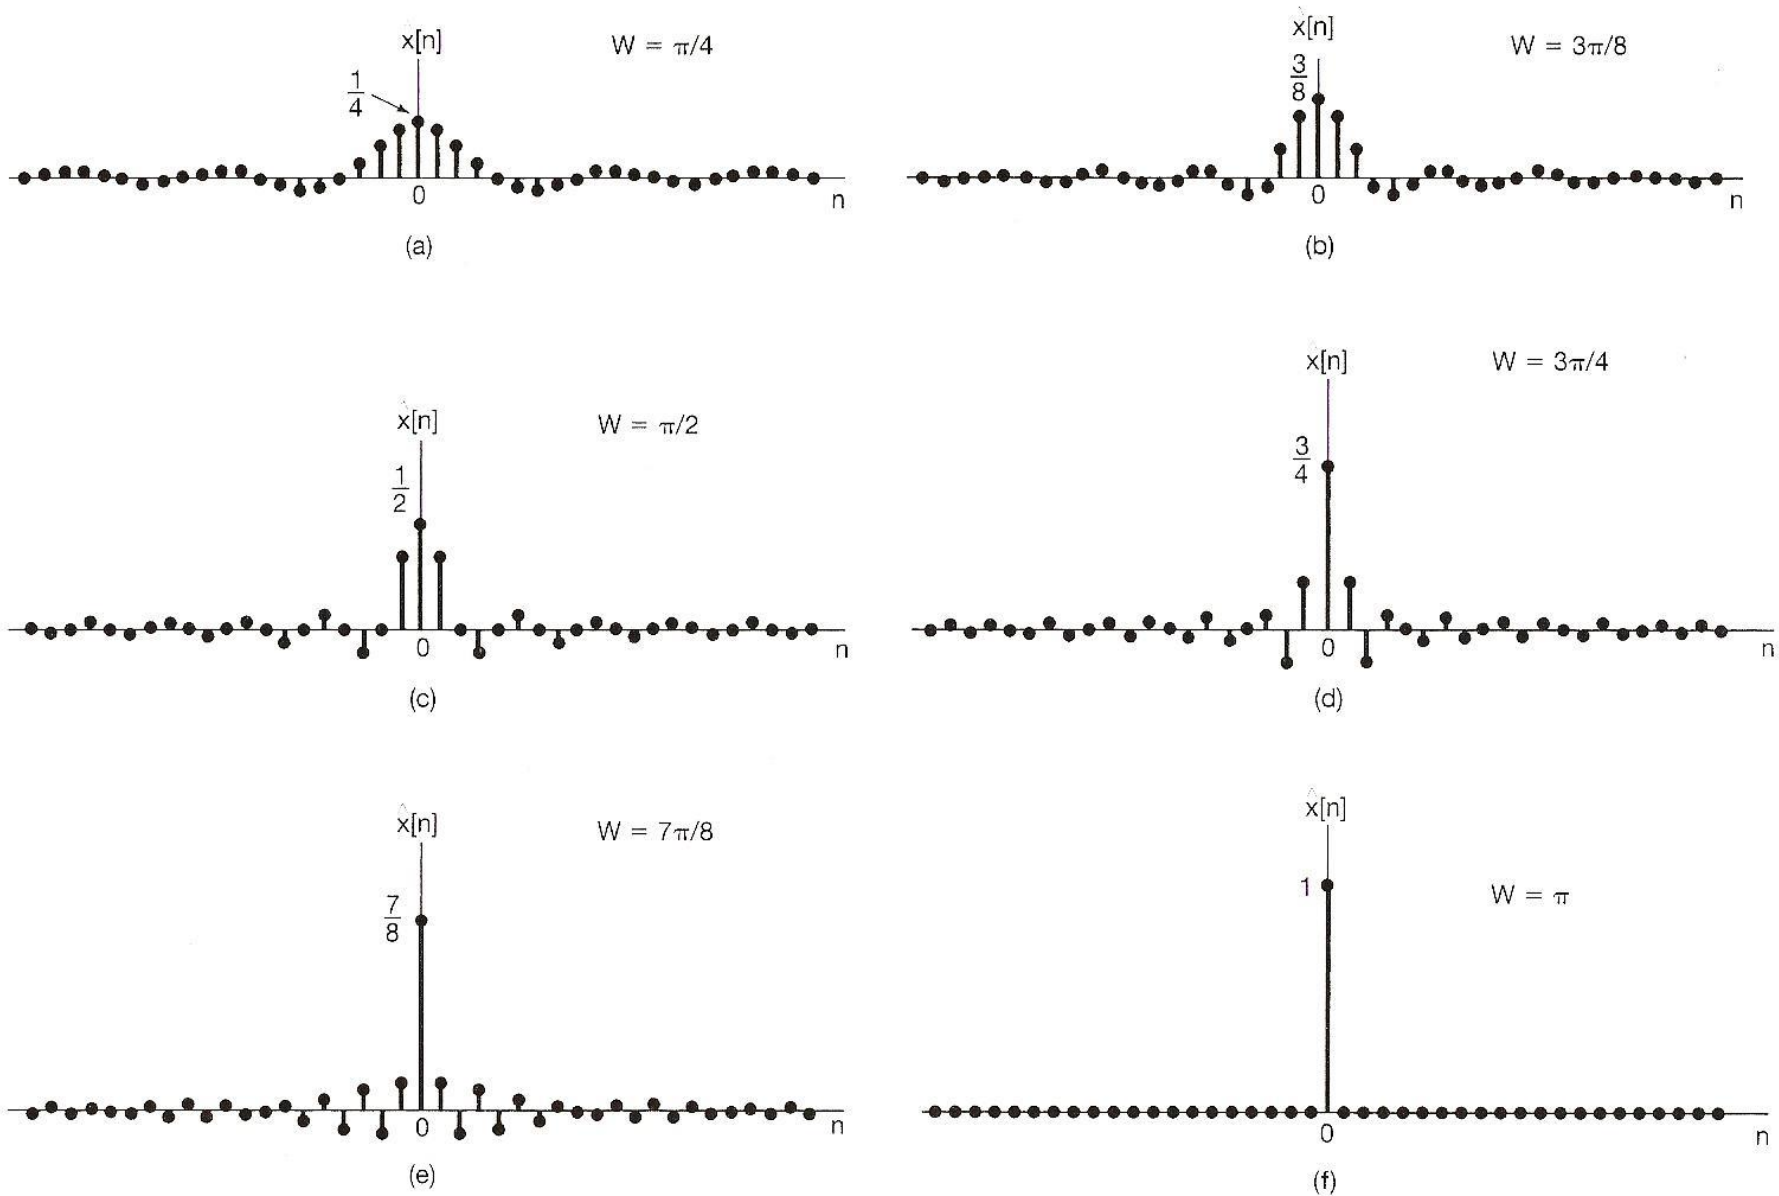 x[n]
W = π/4
1
4
0
n
(a)
x̂[n]
W = 3π/8
3
8
0
n
(b)
x̂[n]
W = π/2
1
2
0
n
(c)
x̂[n]
W = 3π/4
3
4
0
n
(d)
x̂[n]
W = 7π/8
7
8
0
n
(e)
x̂[n]
W = π
1
0
n
(f)